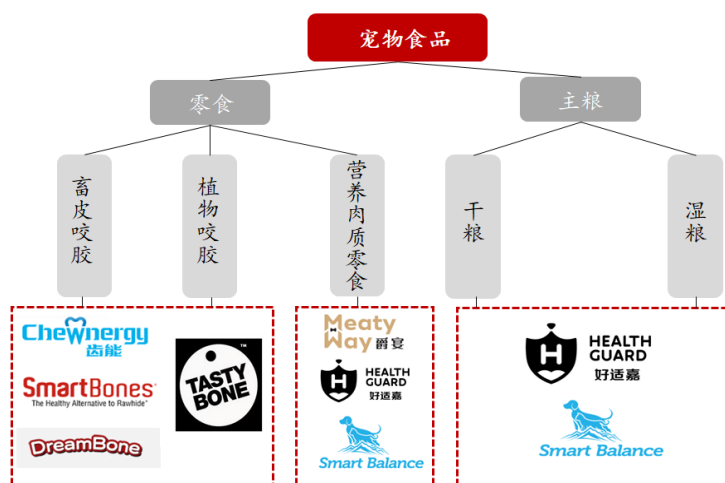 宠物食品
零食
主粮
畜皮咬胶
植物咬胶
营养肉质零食
干粮
湿粮
Chewnergy
齿能
SmartBones
The Healthy Alternative to Rawhide™
DreamBone
TASTY
BONE
™
Meaty
Way 爵宴
HEALTH
GUARD
好适嘉
Smart Balance
H
HEALTH
GUARD
好适嘉
Smart Balance